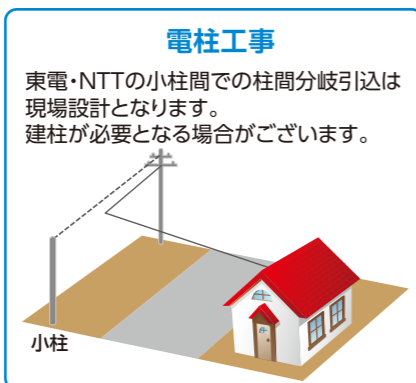 電柱工事
東電・NTTの小柱間での柱間分岐引込は
現場設計となります。
建柱が必要となる場合がございます。
小柱